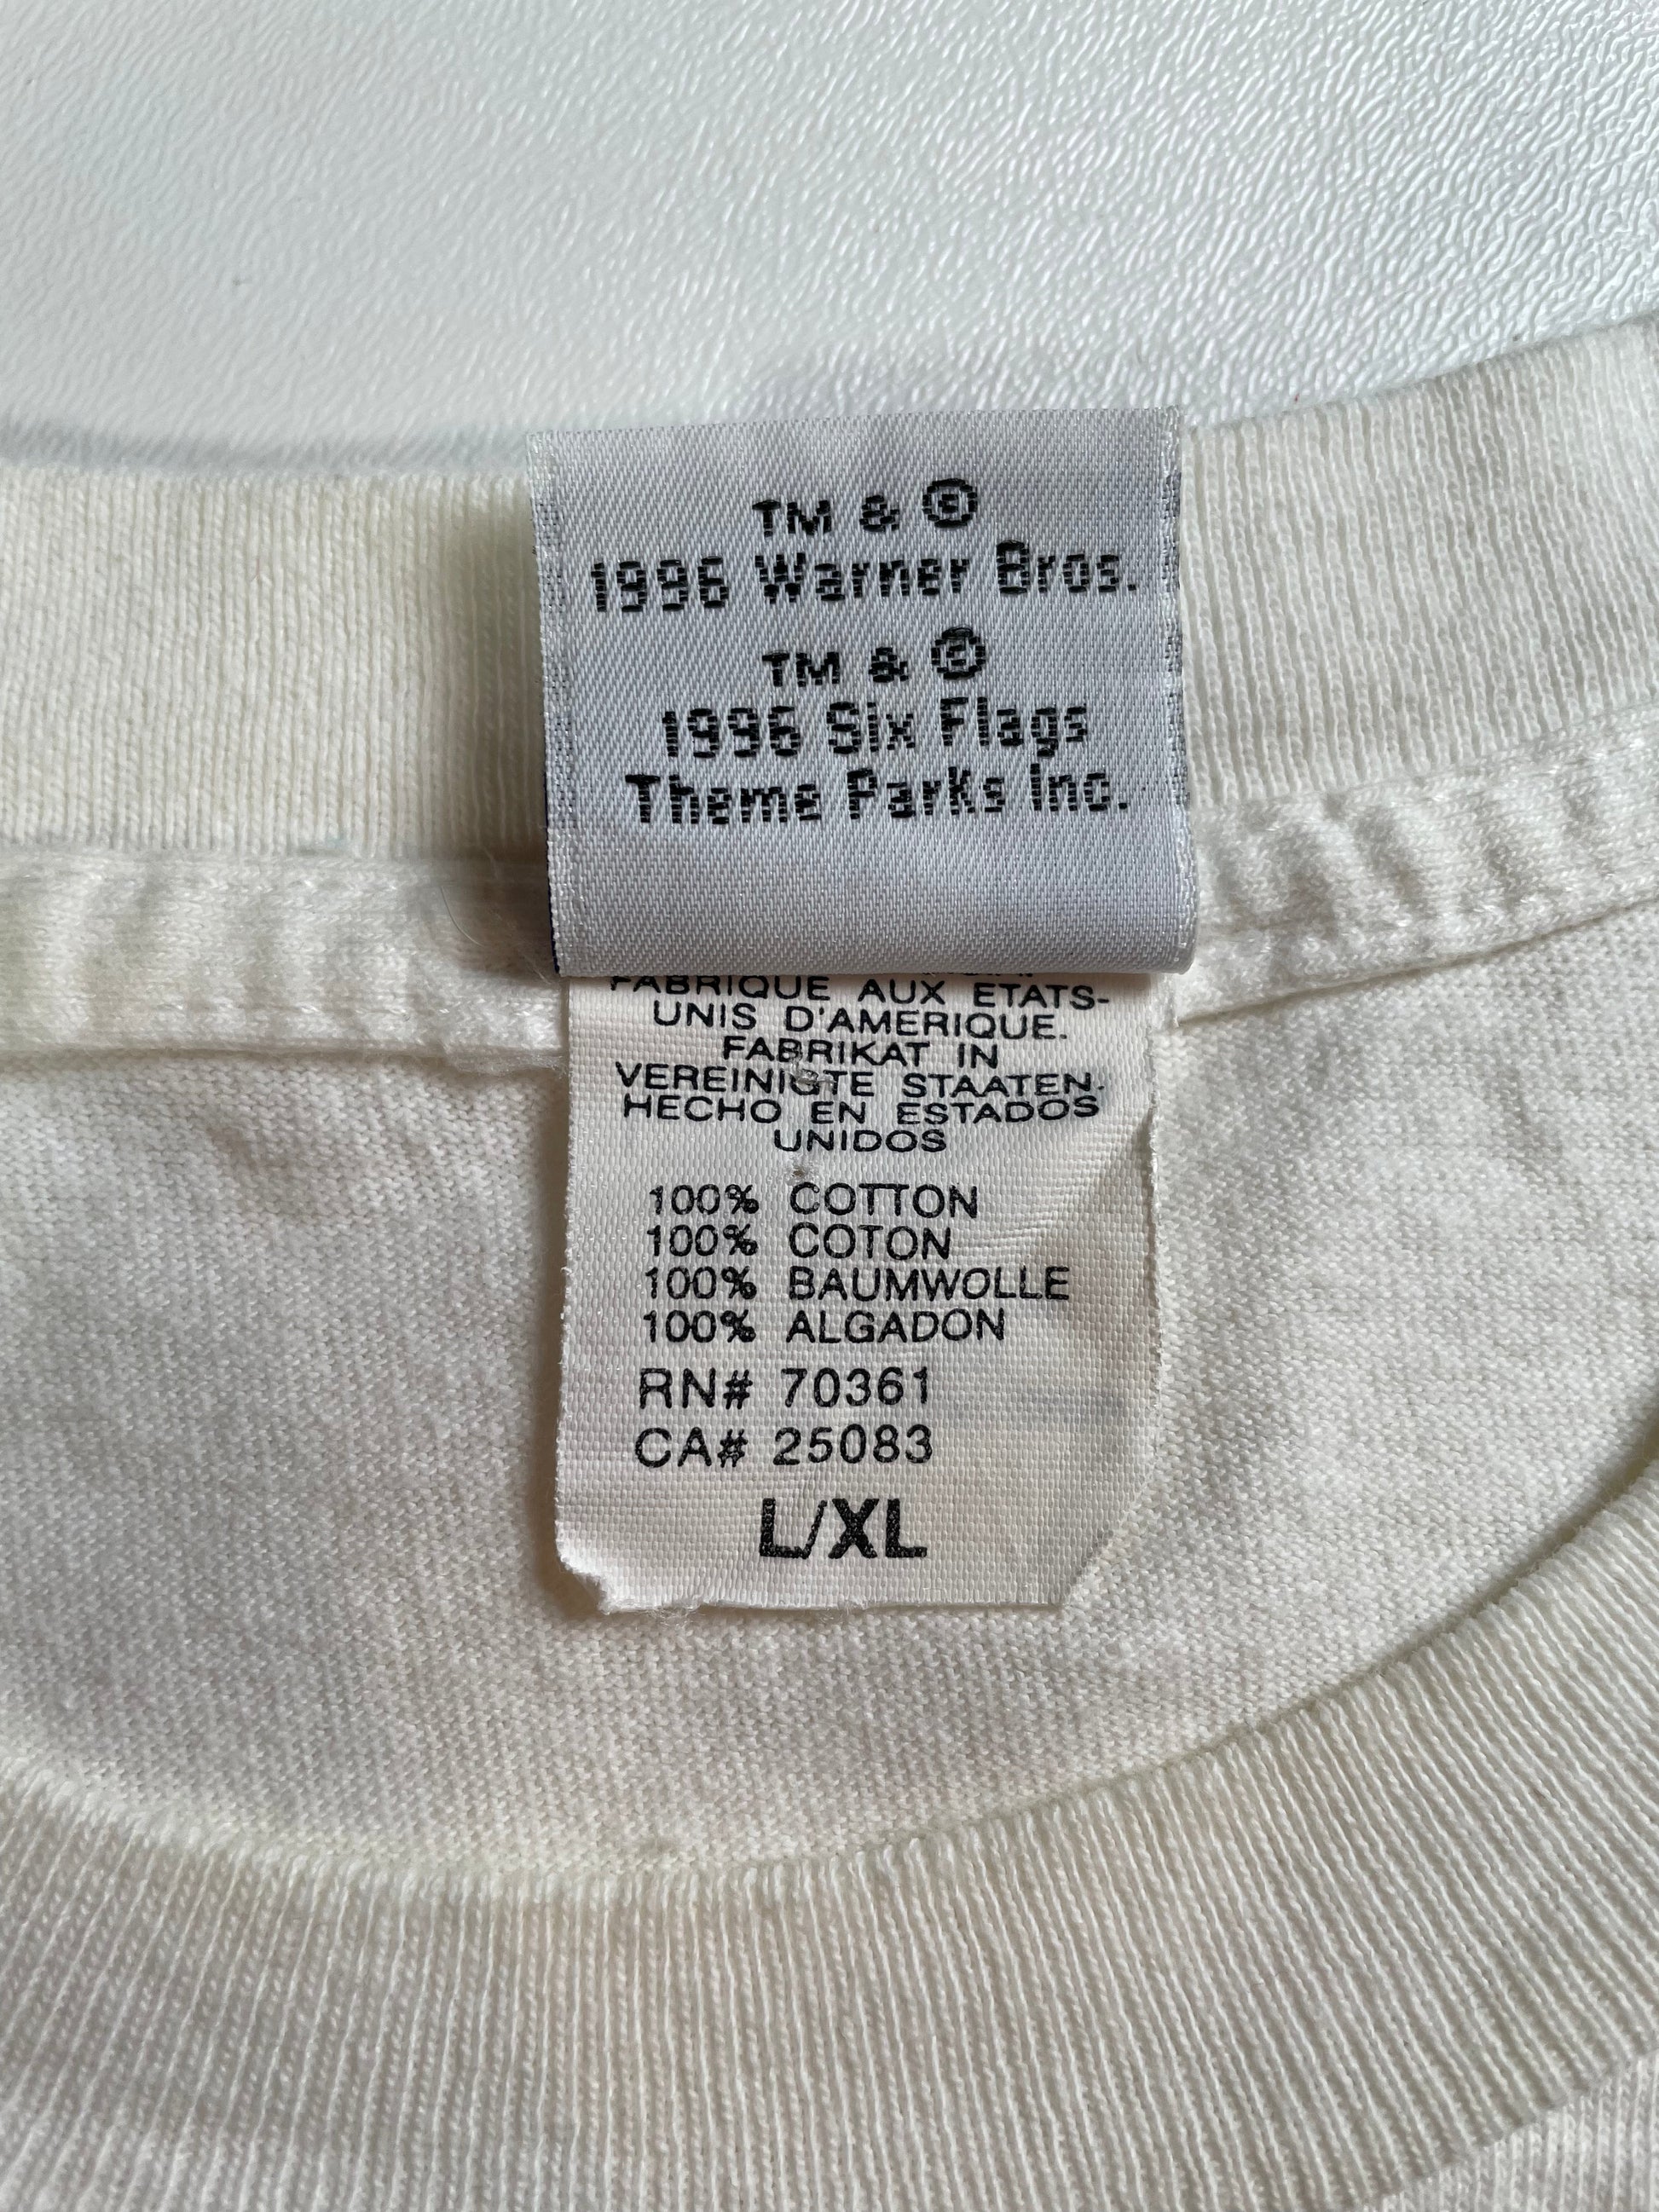 TM & ©
1996 Warner Bros.
TM & ©
1996 Six Flags
Theme Parks Inc.
FABRIQUE AUX ETATS-
UNIS D'AMERIQUE.
FABRIKAT IN
VEREINIGTE STAATEN.
HECHO EN ESTADOS
UNIDOS
100% COTTON
100% COTON
100% BAUMWOLLE
100% ALGADON
RN# 70361
CA# 25083
L/XL